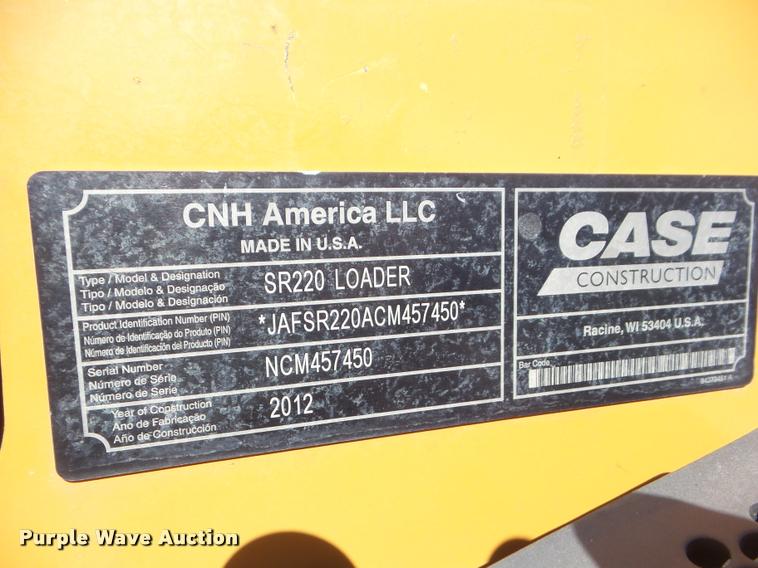 CNH America LLC
MADE IN U.S.A.
Type / Model & Designation
Tipo / Modelo & Designação
Tipo / Modelo & Designación
SR220 LOADER
Product Identification Number (PIN)
Número de Identificação do Produto (PIN)
Número de Identificación del Producto (PIN)
*JAFSR220ACM457450*
Serial Number
Número de Série
Número de Serie
NCM457450
Year of Construction
Ano de Fabricação
Año de Construcción
2012
CASE
CONSTRUCTION
Racine, WI 53404 U.S.A.
Bar Code
Purple Wave Auction